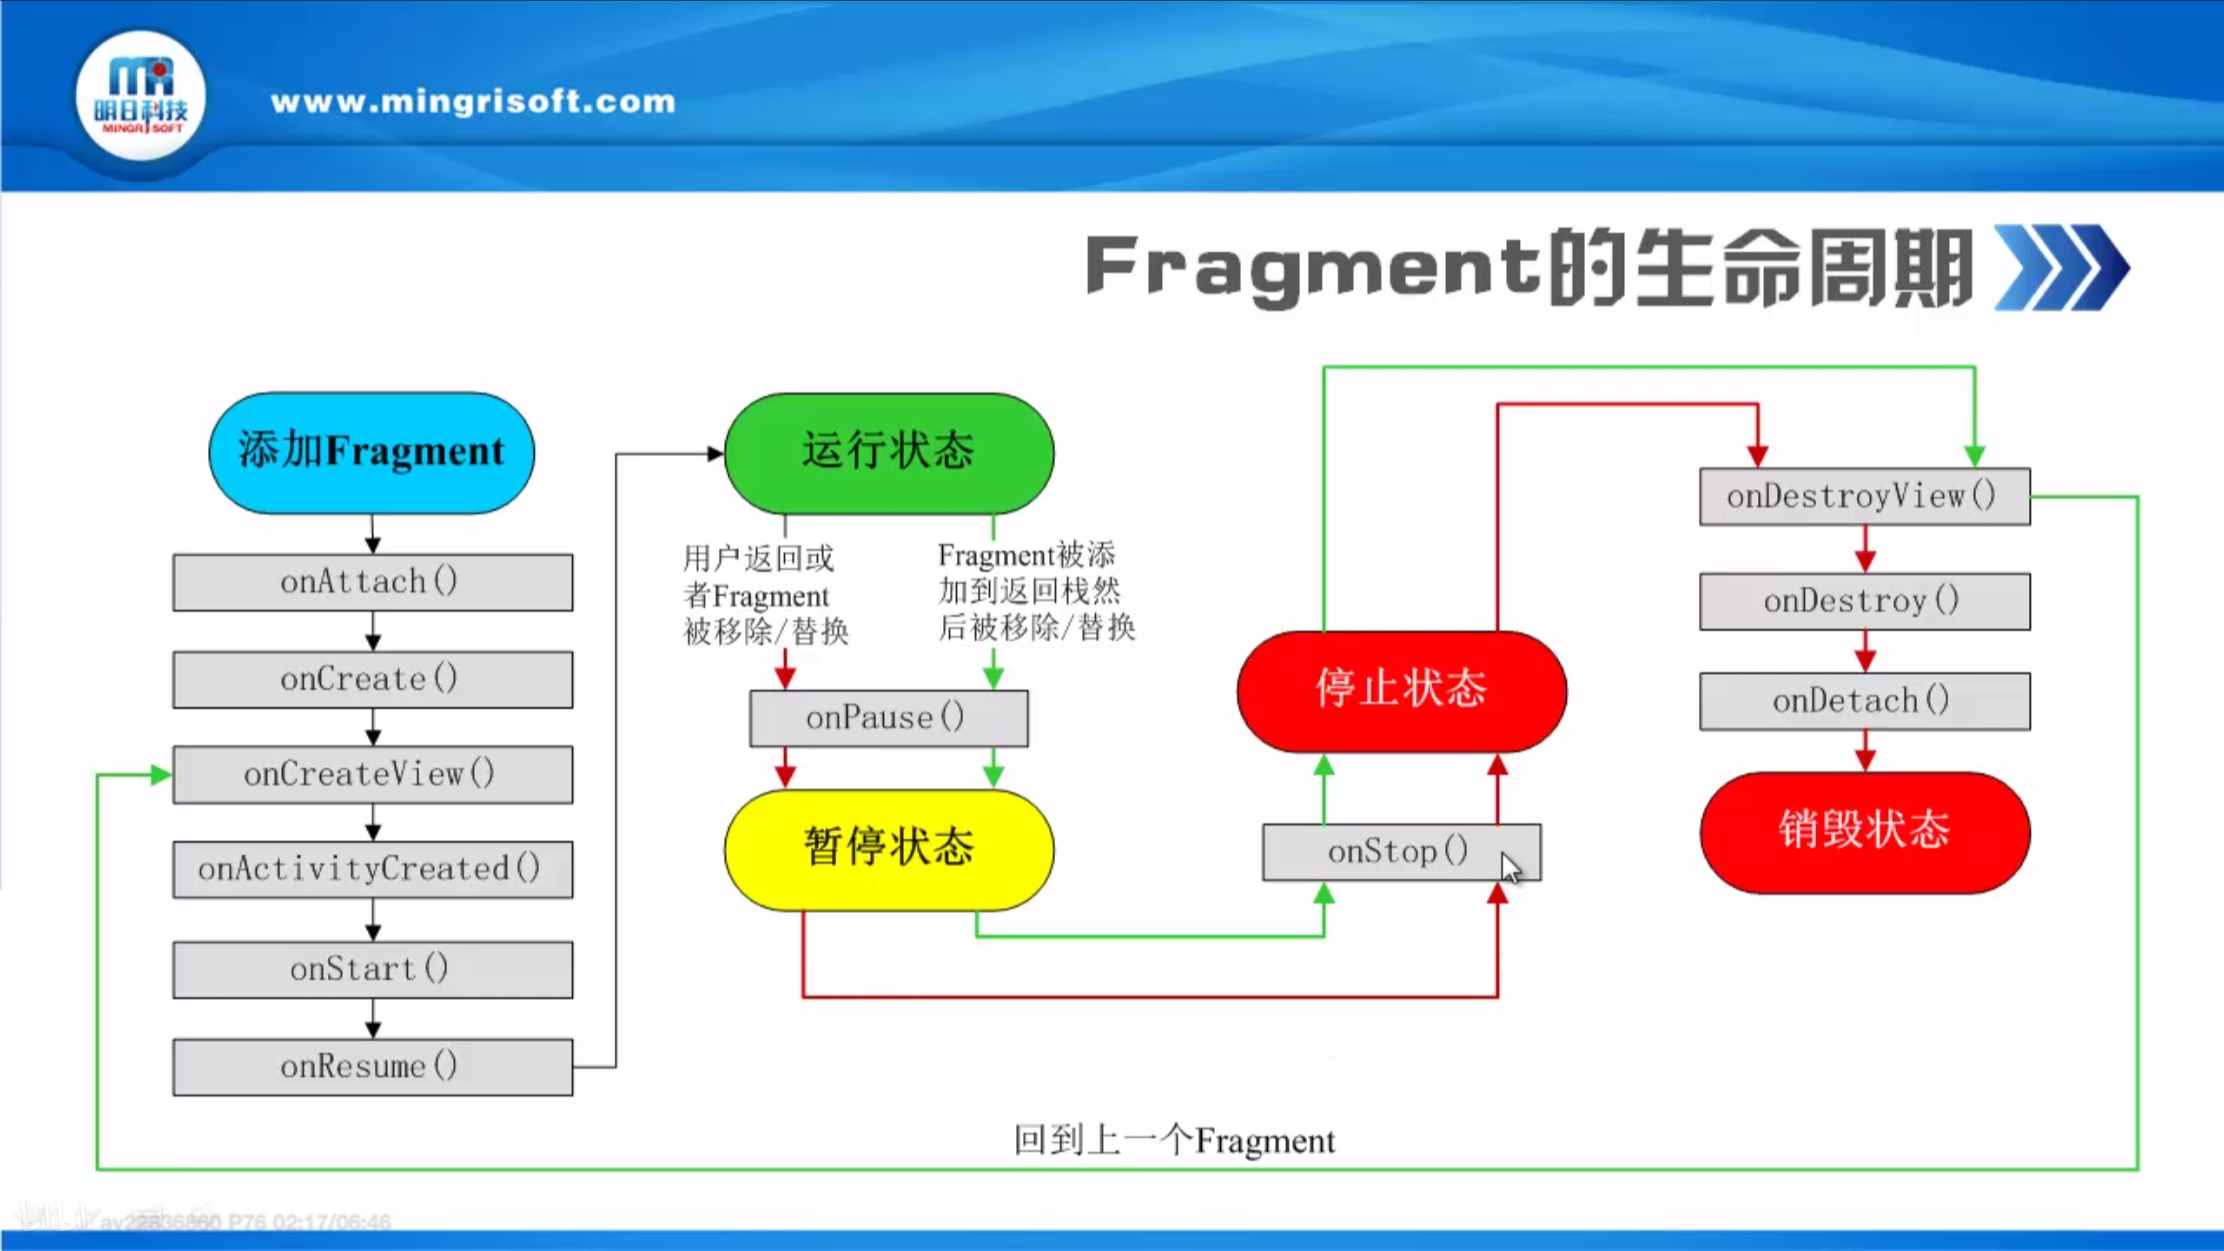 明日科技
MINGRISOFT
www.mingrisoft.com
Fragment的生命周期
添加Fragment
onAttach()
onCreate()
onCreateView()
onActivityCreated()
onStart()
onResume()
运行状态
用户返回或
者Fragment
被移除/替换
Fragment被添
加到返回栈然
后被移除/替换
onPause()
暂停状态
停止状态
onStop()
onDestroyView()
onDestroy()
onDetach()
销毁状态
回到上一个Fragment
av22836860 P76 02:17/06:46